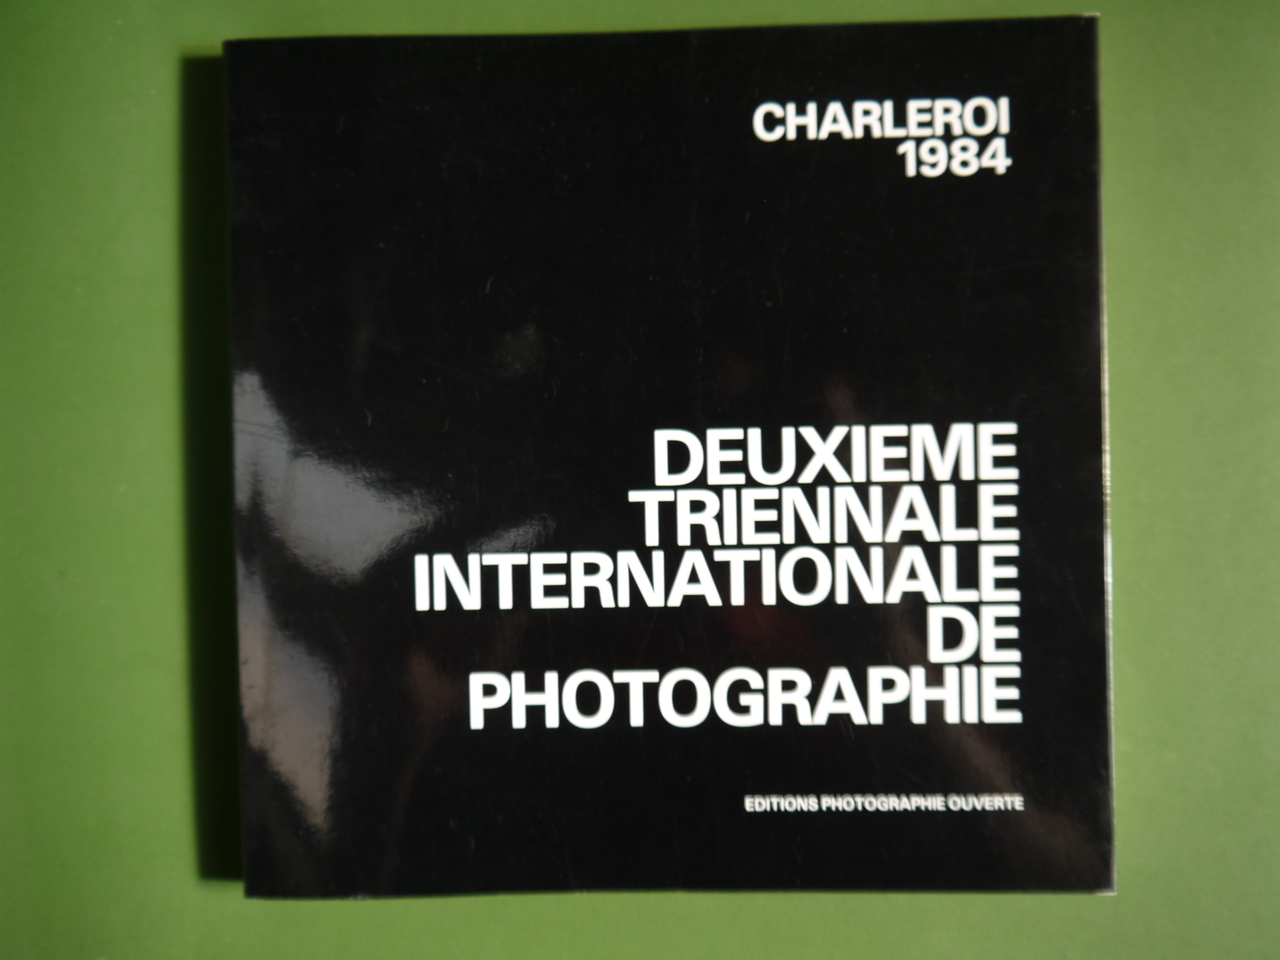 CHARLEROI
1984
DEUXIEME
TRIENNALE
INTERNATIONALE
DE
PHOTOGRAPHIE
EDITIONS PHOTOGRAPHIE OUVERTE